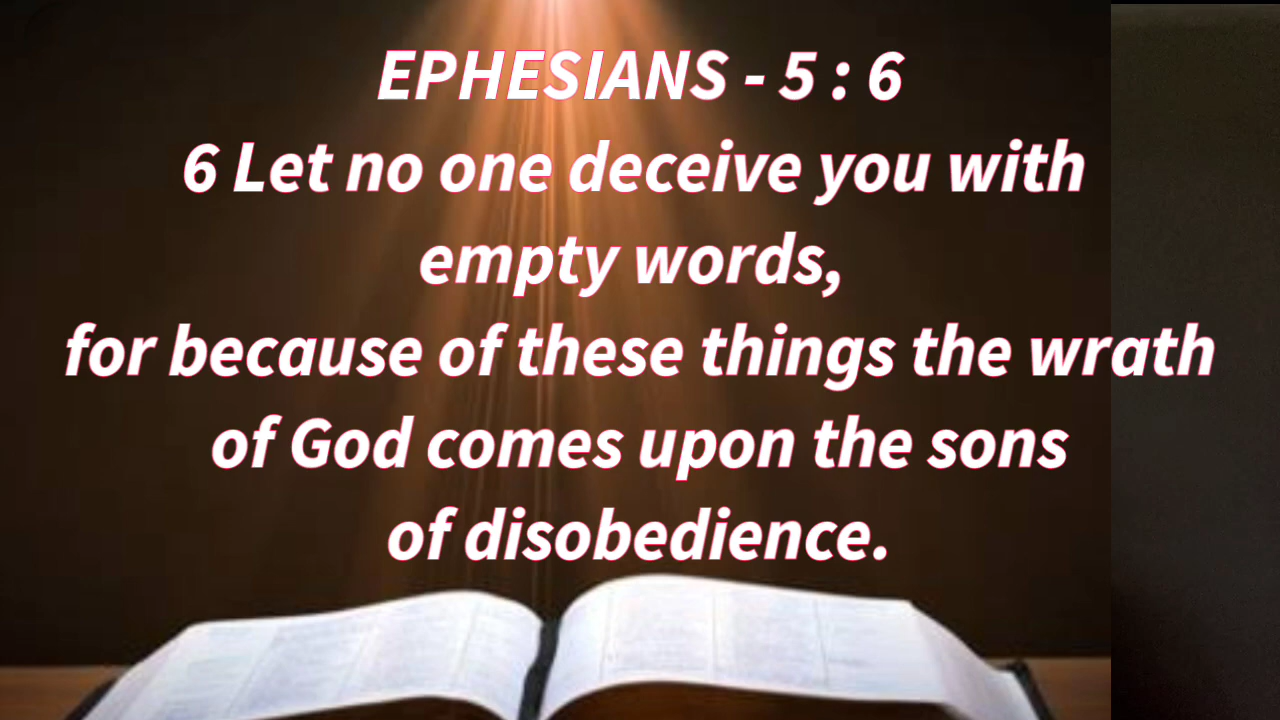 EPHESIANS - 5 : 6
6 Let no one deceive you with
empty words,
for because of these things the wrath
of God comes upon the sons
of disobedience.